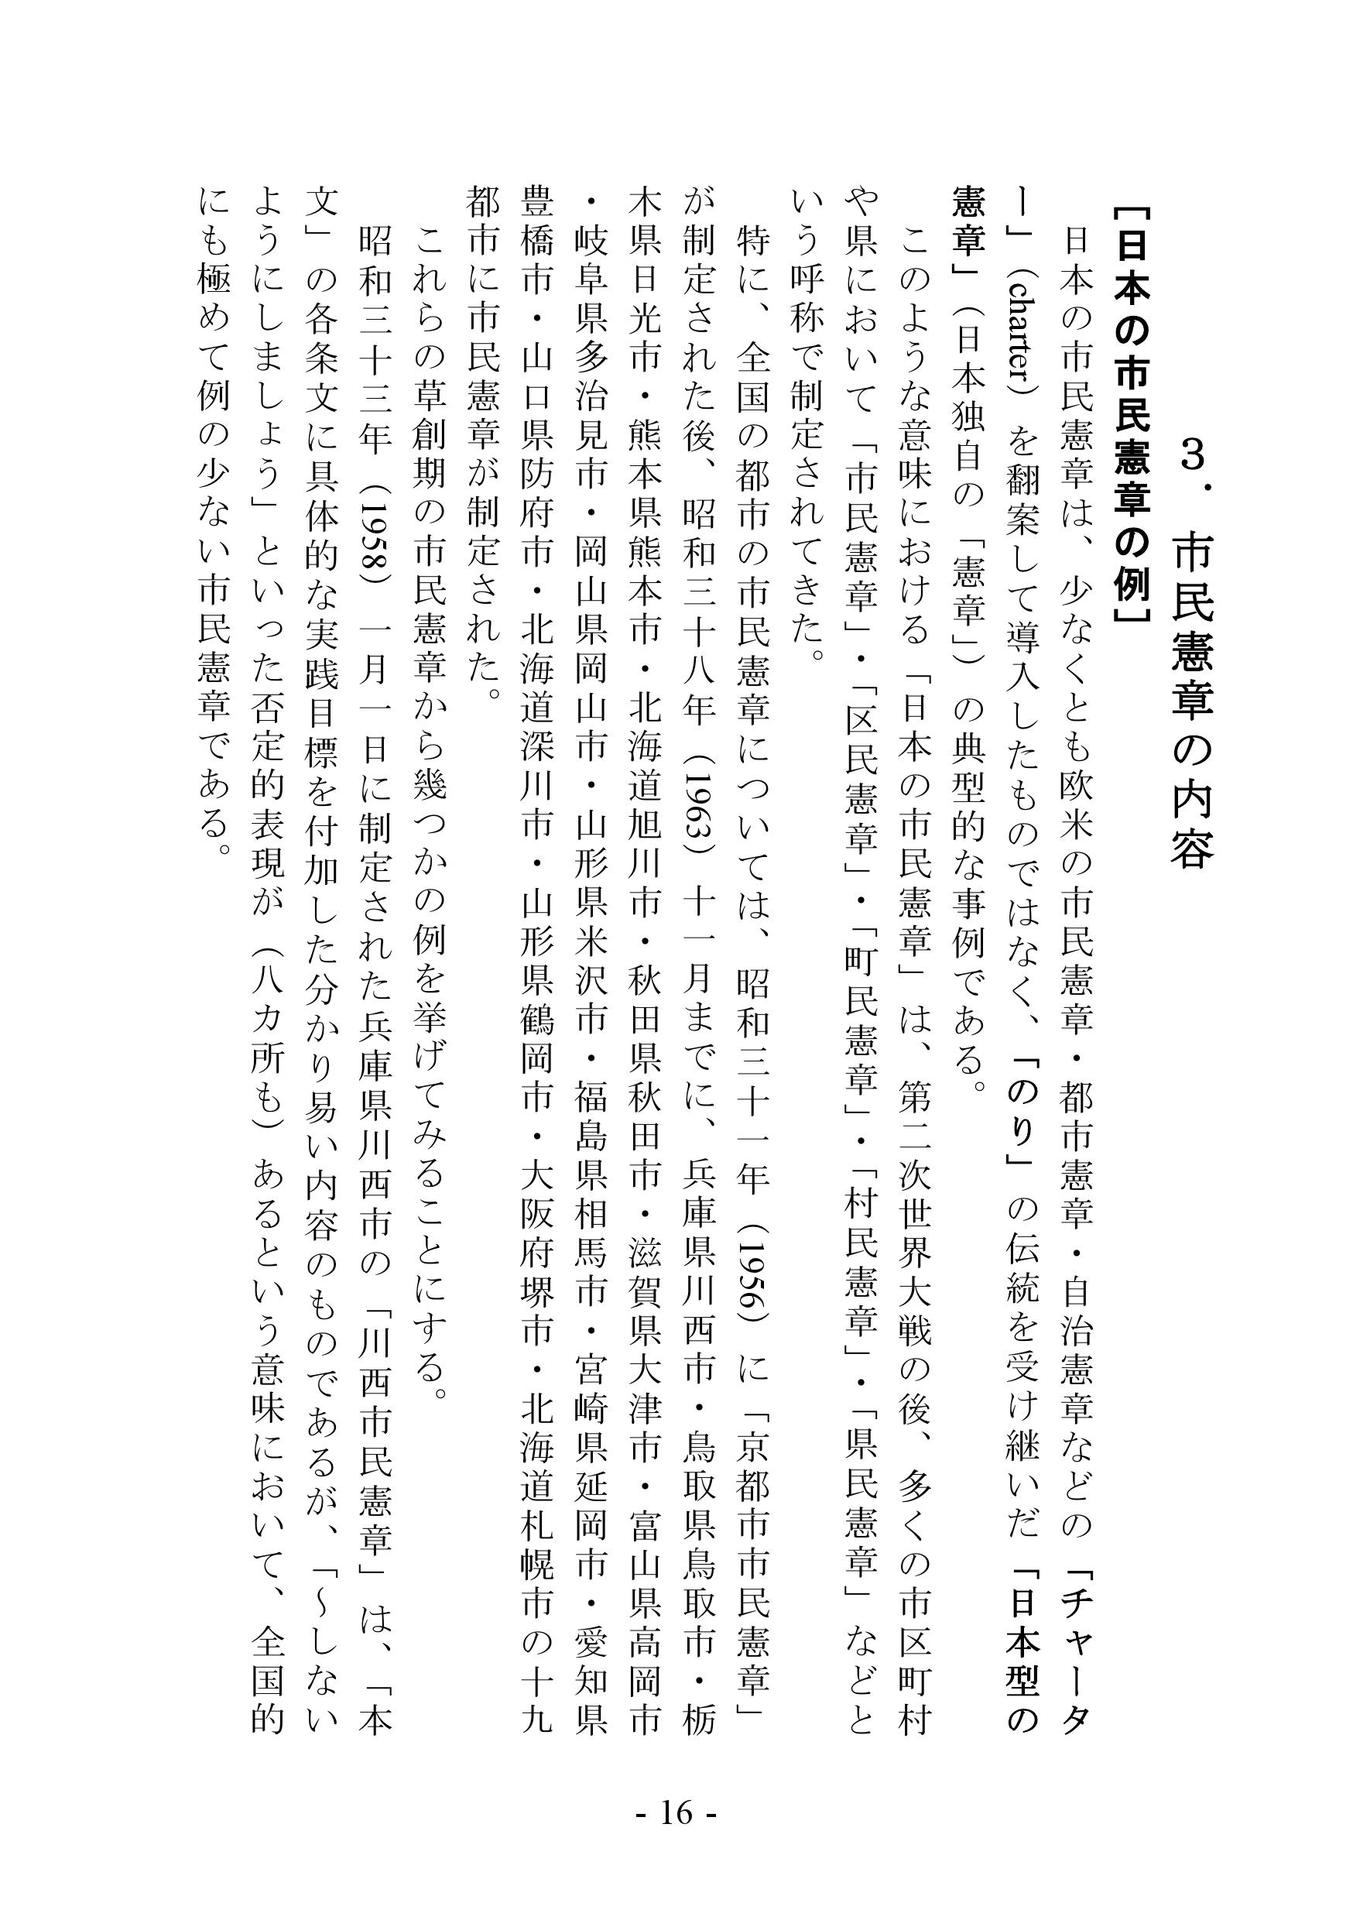 ３．市民憲章の内容
［日本の市民憲章の例］
日本の市民憲章は、少なくとも欧米の市民憲章・都市憲章・自治憲章などの「チャータ
ー」（charter）を翻案して導入したものではなく、「のり」の伝統を受け継いだ「日本型の
憲章」（日本独自の「憲章」）の典型的な事例である。
このような意味における「日本の市民憲章」は、第二次世界大戦の後、多くの市区町村
や県において「市民憲章」・「区民憲章」・「町民憲章」・「村民憲章」・「県民憲章」などと
いう呼称で制定されてきた。
特に、全国の都市の市民憲章については、昭和三十一年（1956）に「京都市市民憲章」
が制定された後、昭和三十八年（1963）十一月までに、兵庫県川西市・鳥取県鳥取市・栃
木県日光市・熊本県熊本市・北海道旭川市・秋田県秋田市・滋賀県大津市・富山県高岡市
・岐阜県多治見市・岡山県岡山市・山形県米沢市・福島県相馬市・宮崎県延岡市・愛知県
豊橋市・山口県防府市・北海道深川市・山形県鶴岡市・大阪府堺市・北海道札幌市の十九
都市に市民憲章が制定された。
これらの草創期の市民憲章から幾つかの例を挙げてみることにする。
昭和三十三年（1958）一月一日に制定された兵庫県川西市の「川西市民憲章」は、「本
文」の各条文に具体的な実践目標を付加した分かり易い内容のものであるが、「～しない
ようにしましょう」といった否定的表現が（八カ所も）あるという意味において、全国的
にも極めて例の少ない市民憲章である。
- 16 -